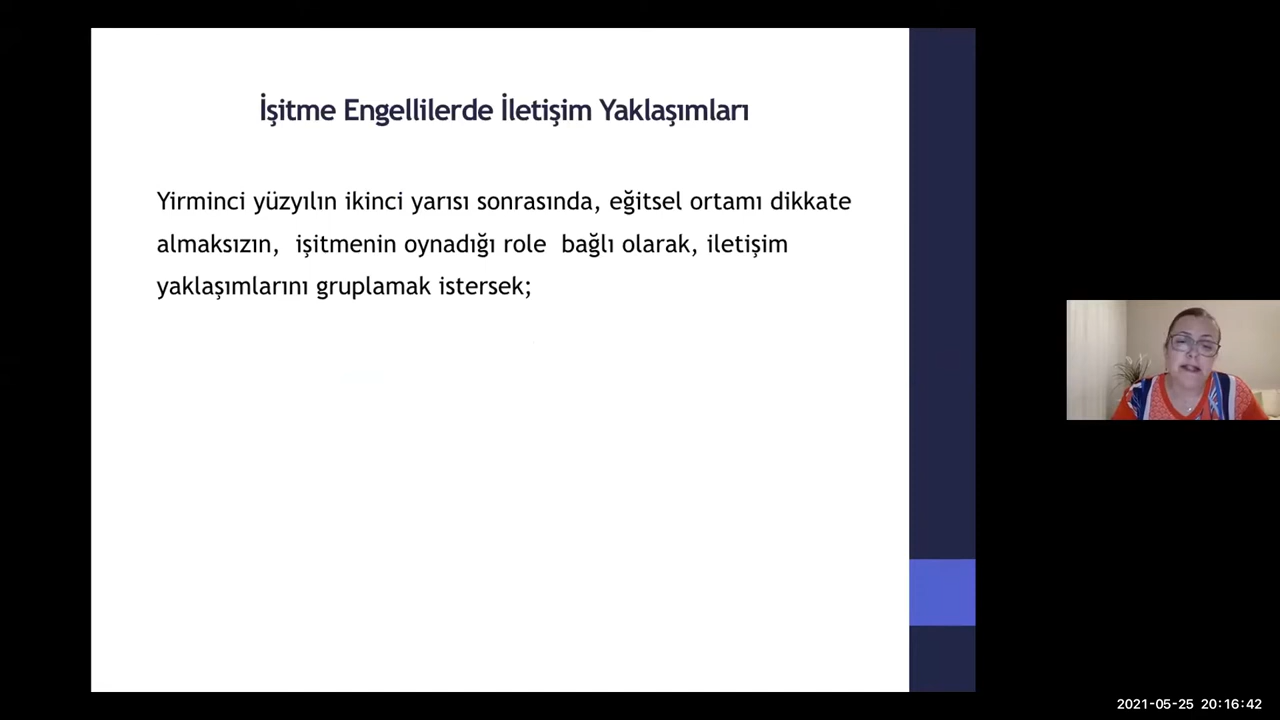 İşitme Engellilerde İletişim Yaklaşımları
Yirminci yüzyılın ikinci yarısı sonrasında, eğitsel ortamı dikkate
almaksızın, işitmenin oynadığı role bağlı olarak, iletişim
yaklaşımlarını gruplamak istersek;
2021-05-25 20:16:42